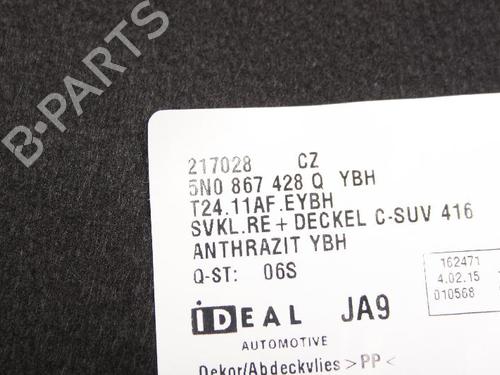 B-PARTS
217028 CZ
5N0 867 428 Q YBH
T24.11AF.EYBH
SVKL.RE + DECKEL C-SUV 416
ANTHRAZIT YBH
Q-ST: 06S
162471
4.02.15
010568
iDEAL JA9
AUTOMOTIVE
Dekor/Abdeckvlies >PP<